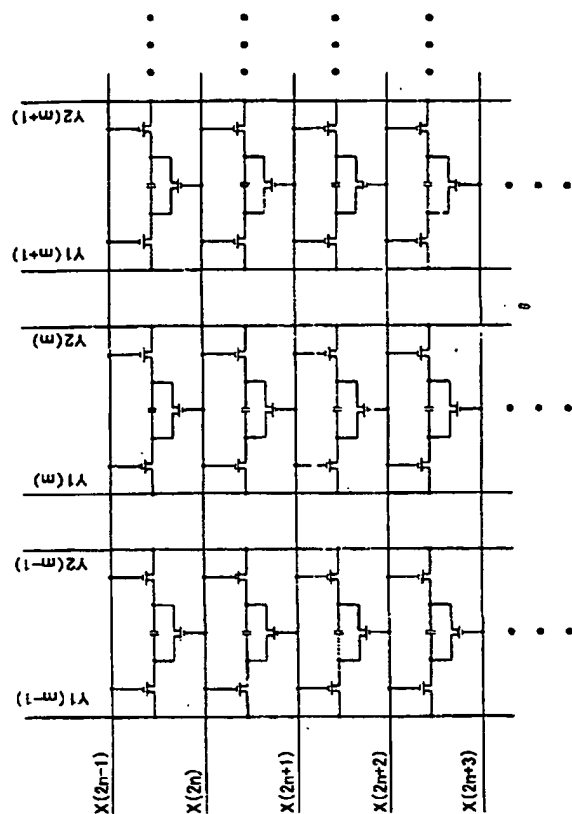 Y1(m-1)
Y2(m-1)
Y1(m)
Y2(m)
Y1(m+1)
Y2(m+1)
X(2n-1)
X(2n)
X(2n+1)
X(2n+2)
X(2n+3)
θ